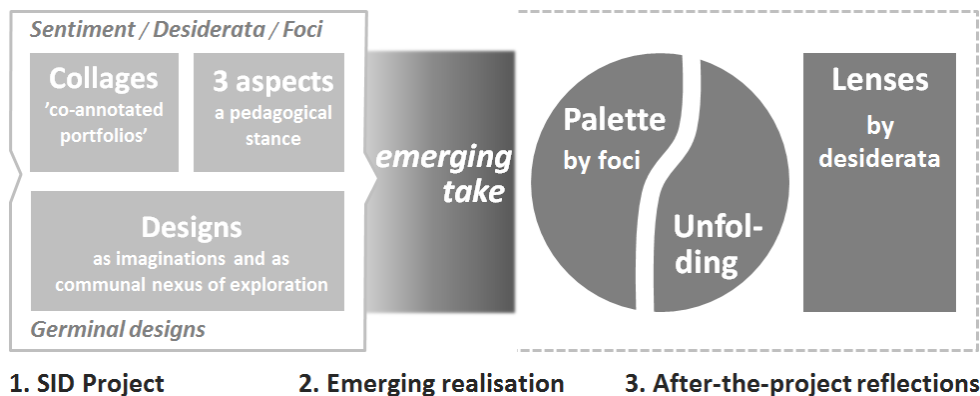 Sentiment / Desiderata / Foci
Collages
’co-annotated
portfolios’
3 aspects
a pedagogical
stance
Designs
as imaginations and as
communal nexus of exploration
Germinal designs
emerging
take
Palette
by foci
Unfol-
ding
Lenses
by
desiderata
1. SID Project
2. Emerging realisation
3. After-the-project reflections